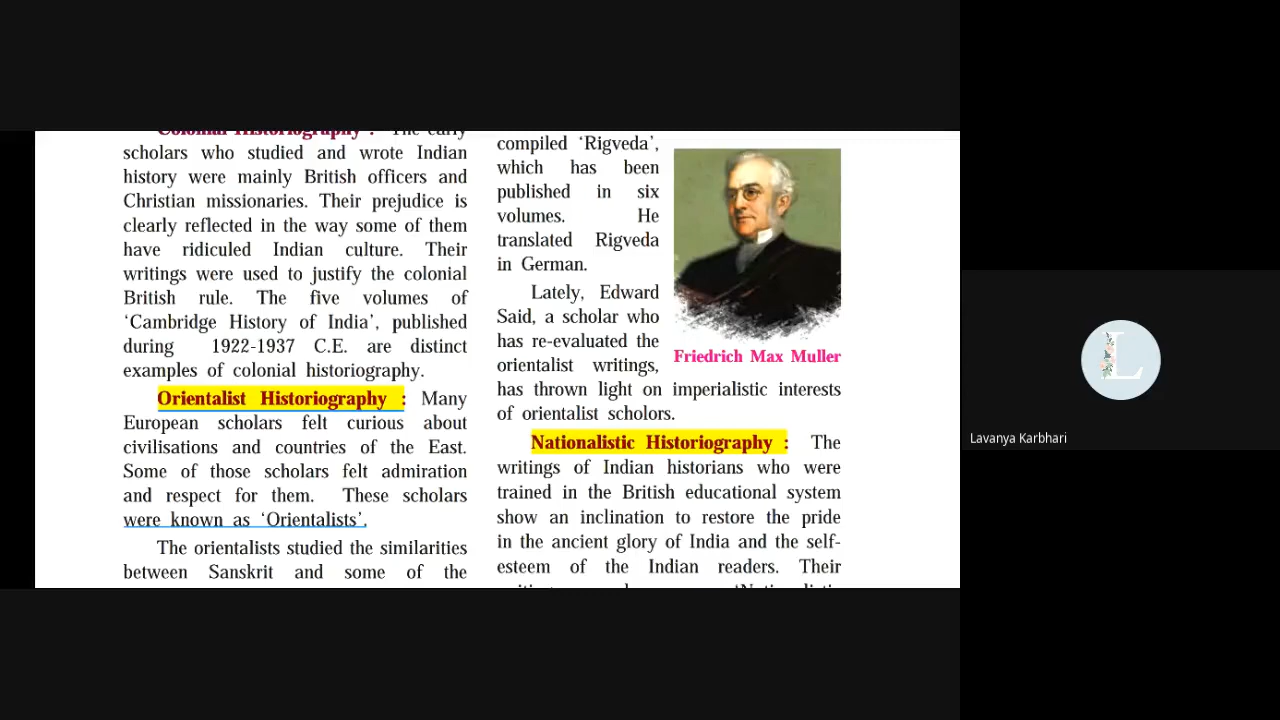 Colonial Historiography : The early
scholars who studied and wrote Indian
history were mainly British officers and
Christian missionaries. Their prejudice is
clearly reflected in the way some of them
have ridiculed Indian culture. Their
writings were used to justify the colonial
British rule. The five volumes of
‘Cambridge History of India’, published
during 1922-1937 C.E. are distinct
examples of colonial historiography.
Orientalist Historiography : Many
European scholars felt curious about
civilisations and countries of the East.
Some of those scholars felt admiration
and respect for them. These scholars
were known as ‘Orientalists’.
The orientalists studied the similarities
between Sanskrit and some of the
compiled ‘Rigveda’,
which has been
published in six
volumes. He
translated Rigveda
in German.
Lately, Edward
Said, a scholar who
has re-evaluated the
orientalist writings,
has thrown light on imperialistic interests
of orientalist scholors.
Friedrich Max Muller
Nationalistic Historiography : The
writings of Indian historians who were
trained in the British educational system
show an inclination to restore the pride
in the ancient glory of India and the self-
esteem of the Indian readers. Their
L
Lavanya Karbhari